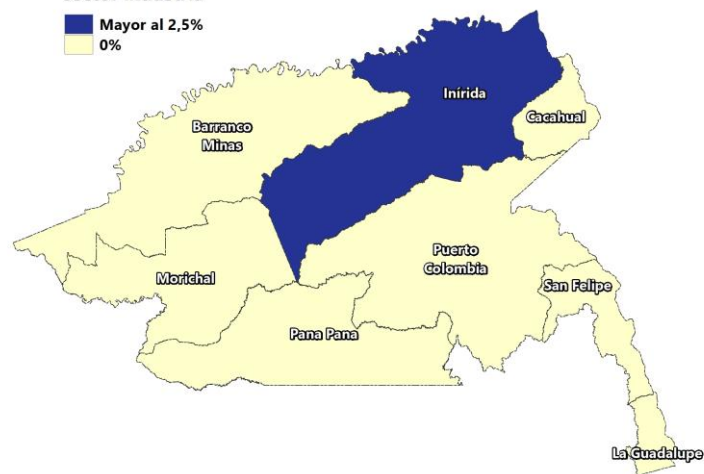 Mayor al 2,5%
0%
Inírida
Cacahual
Barranco
Minas
Puerto
Colombia
Morichal
San Felipe
Pana Pana
La Guadalupe